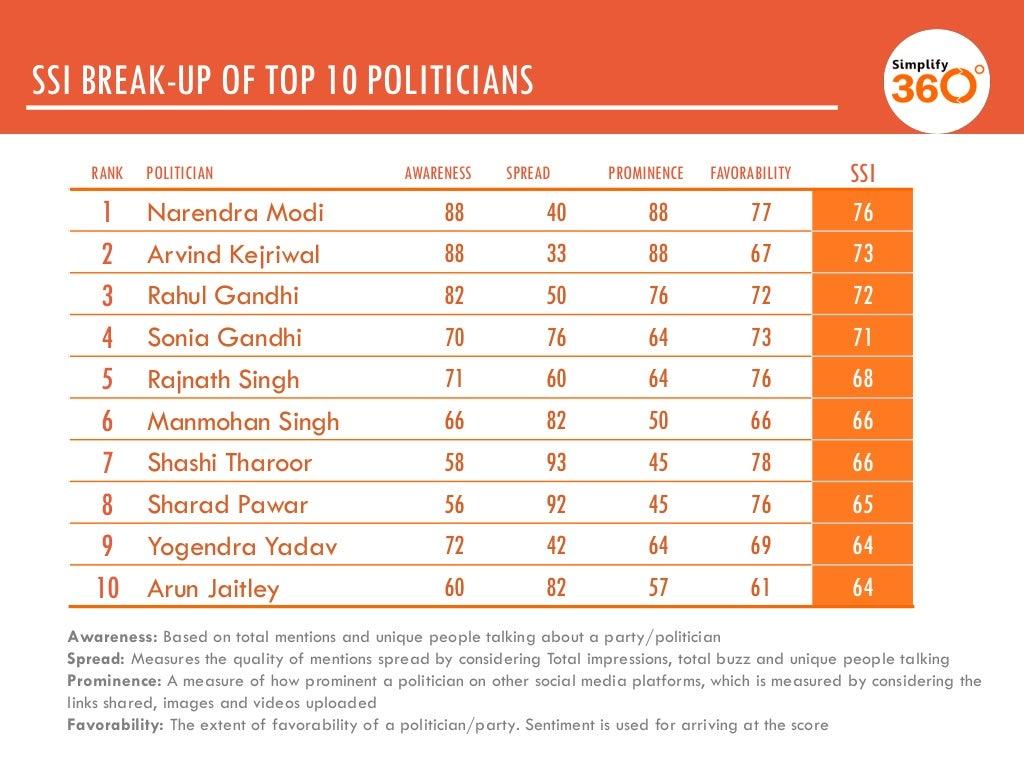 SSI BREAK-UP OF TOP 10 POLITICIANS
Simplify
360°
RANK POLITICIAN AWARENESS SPREAD PROMINENCE FAVORABILITY SSI
1 Narendra Modi 88 40 88 77 76
2 Arvind Kejriwal 88 33 88 67 73
3 Rahul Gandhi 82 50 76 72 72
4 Sonia Gandhi 70 76 64 73 71
5 Rajnath Singh 71 60 64 76 68
6 Manmohan Singh 66 82 50 66 66
7 Shashi Tharoor 58 93 45 78 66
8 Sharad Pawar 56 92 45 76 65
9 Yogendra Yadav 72 42 64 69 64
10 Arun Jaitley 60 82 57 61 64
Awareness: Based on total mentions and unique people talking about a party/politician
Spread: Measures the quality of mentions spread by considering Total impressions, total buzz and unique people talking
Prominence: A measure of how prominent a politician on other social media platforms, which is measured by considering the
links shared, images and videos uploaded
Favorability: The extent of favorability of a politician/party. Sentiment is used for arriving at the score